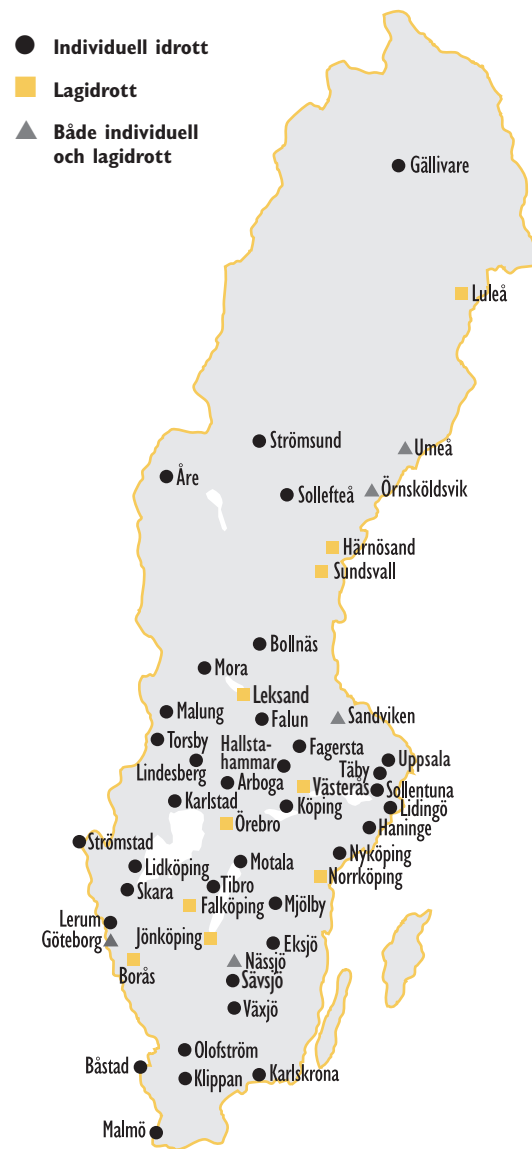 Individuell idrott
Lagidrott
Både individuell
och lagidrott
Gällivare
Luleå
Strömsund
Umeå
Åre
Sollefteå
Örnsköldsvik
Härnösand
Sundsvall
Bollnäs
Mora
Leksand
Malung
Falun
Sandviken
Torsby
Hallsta-
hammar
Fagersta
Uppsala
Lindesberg
Täby
Arboga
Västerås
Sollentuna
Karlstad
Köping
Lidingö
Örebro
Haninge
Strömstad
Lidköping
Motala
Nyköping
Skara
Tibro
Norrköping
Falköping
Mjölby
Lerum
Göteborg
Jönköping
Eksjö
Borås
Nässjö
Sävsjö
Växjö
Olofström
Båstad
Klippan
Karlskrona
Malmö